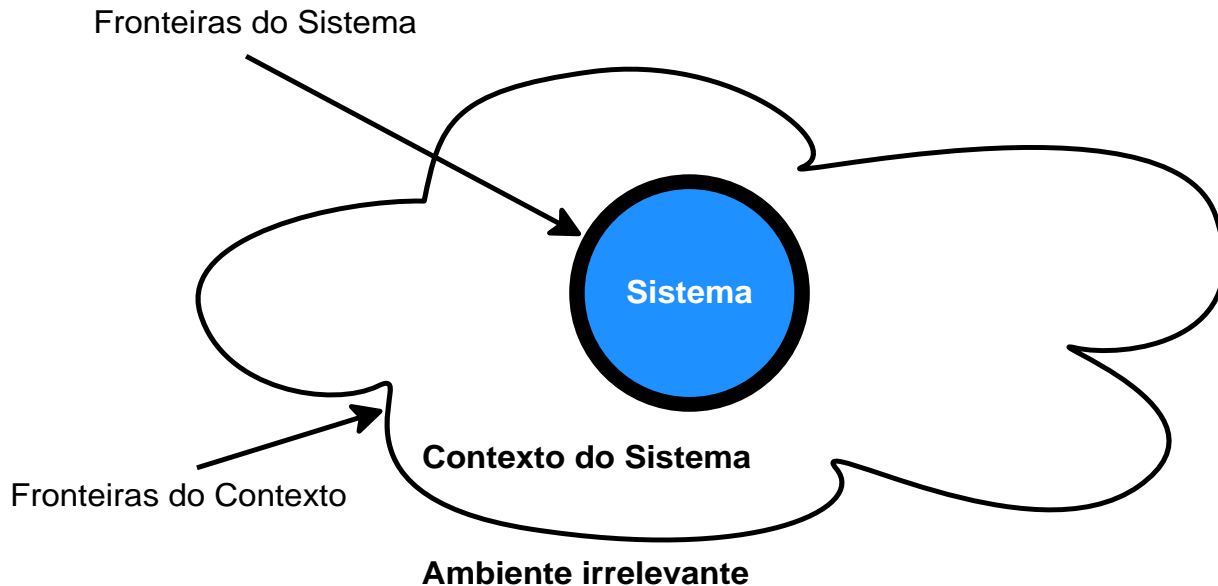 Fronteiras do Sistema
Sistema
Contexto do Sistema
Fronteiras do Contexto
Ambiente irrelevante